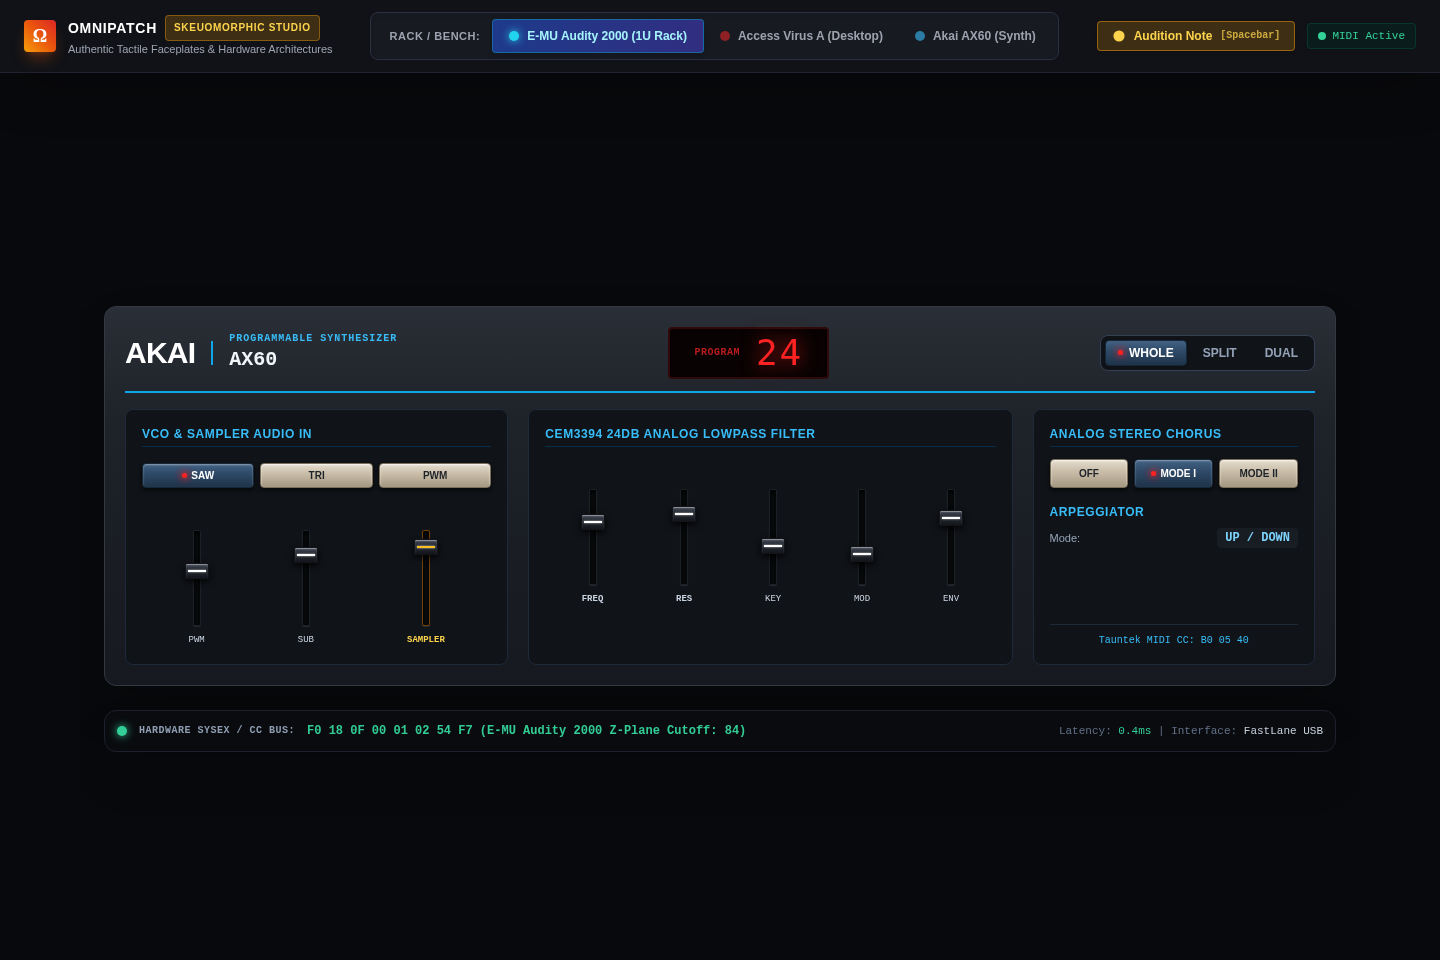 Ω
OMNIPATCH SKEUOMORPHIC STUDIO
Authentic Tactile Faceplates & Hardware Architectures
RACK / BENCH: E-MU Audity 2000 (1U Rack) Access Virus A (Desktop) Akai AX60 (Synth)
Audition Note [Spacebar] MIDI Active
AKAI
PROGRAMMABLE SYNTHESIZER
AX60
PROGRAM 24
WHOLE SPLIT DUAL
VCO & SAMPLER AUDIO IN
SAW TRI PWM
PWM SUB SAMPLER
CEM3394 24DB ANALOG LOWPASS FILTER
FREQ RES KEY MOD ENV
ANALOG STEREO CHORUS
OFF MODE I MODE II
ARPEGGIATOR
Mode: UP / DOWN
Tauntek MIDI CC: B0 05 40
HARDWARE SYSEX / CC BUS: F0 18 0F 00 01 02 54 F7 (E-MU Audity 2000 Z-Plane Cutoff: 84)
Latency: 0.4ms | Interface: FastLane USB